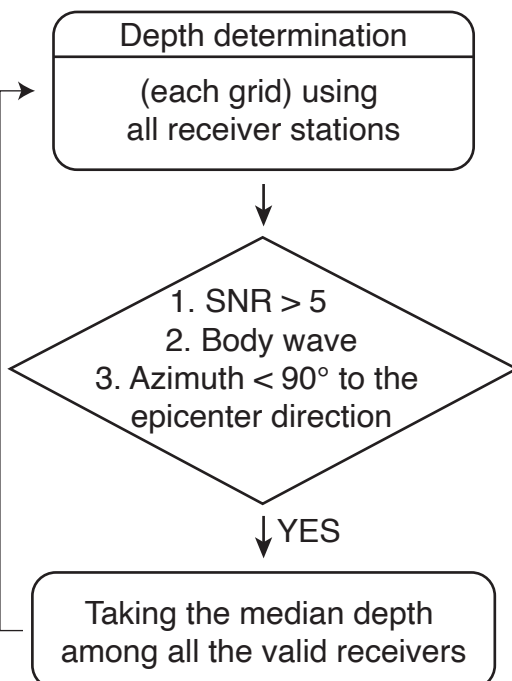 Depth determination
(each grid) using
all receiver stations
1. SNR > 5
2. Body wave
3. Azimuth < 90° to the
epicenter direction
YES
Taking the median depth
among all the valid receivers